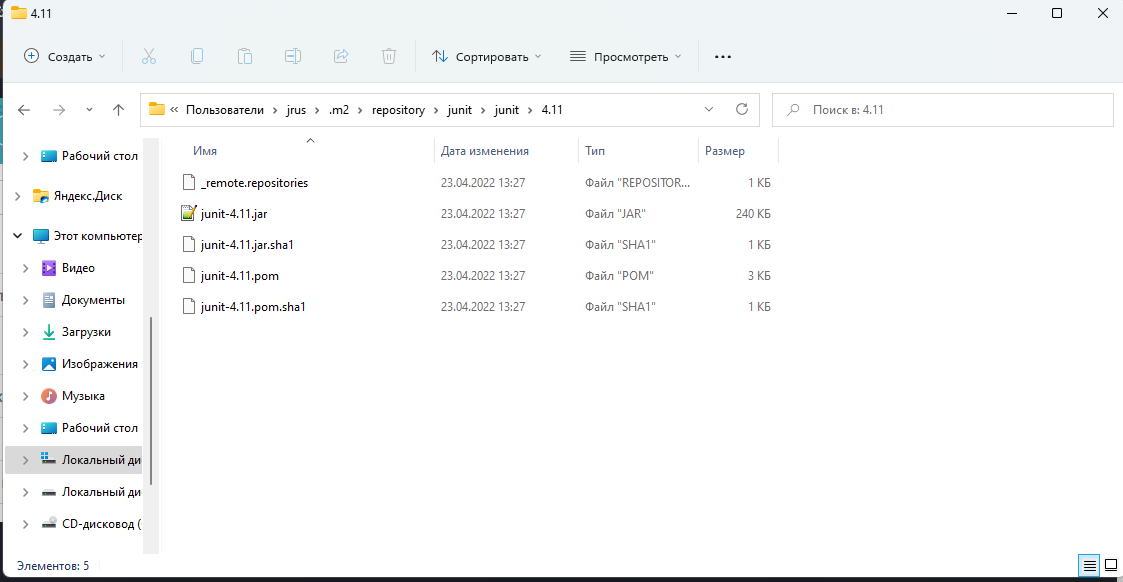 4.11
Создать
Сортировать
Просмотреть
« Пользователи > jrus > .m2 > repository > junit > junit > 4.11
Поиск в: 4.11
Имя Дата изменения Тип Размер
_remote.repositories 23.04.2022 13:27 Файл "REPOSITOR... 1 КБ
junit-4.11.jar 23.04.2022 13:27 Файл "JAR" 240 КБ
junit-4.11.jar.sha1 23.04.2022 13:27 Файл "SHA1" 1 КБ
junit-4.11.pom 23.04.2022 13:27 Файл "POM" 3 КБ
junit-4.11.pom.sha1 23.04.2022 13:27 Файл "SHA1" 1 КБ
Рабочий стол
Яндекс.Диск
Этот компьютер
Видео
Документы
Загрузки
Изображения
Музыка
Рабочий стол
Локальный ди
Локальный ди
CD-дисковод (
Элементов: 5